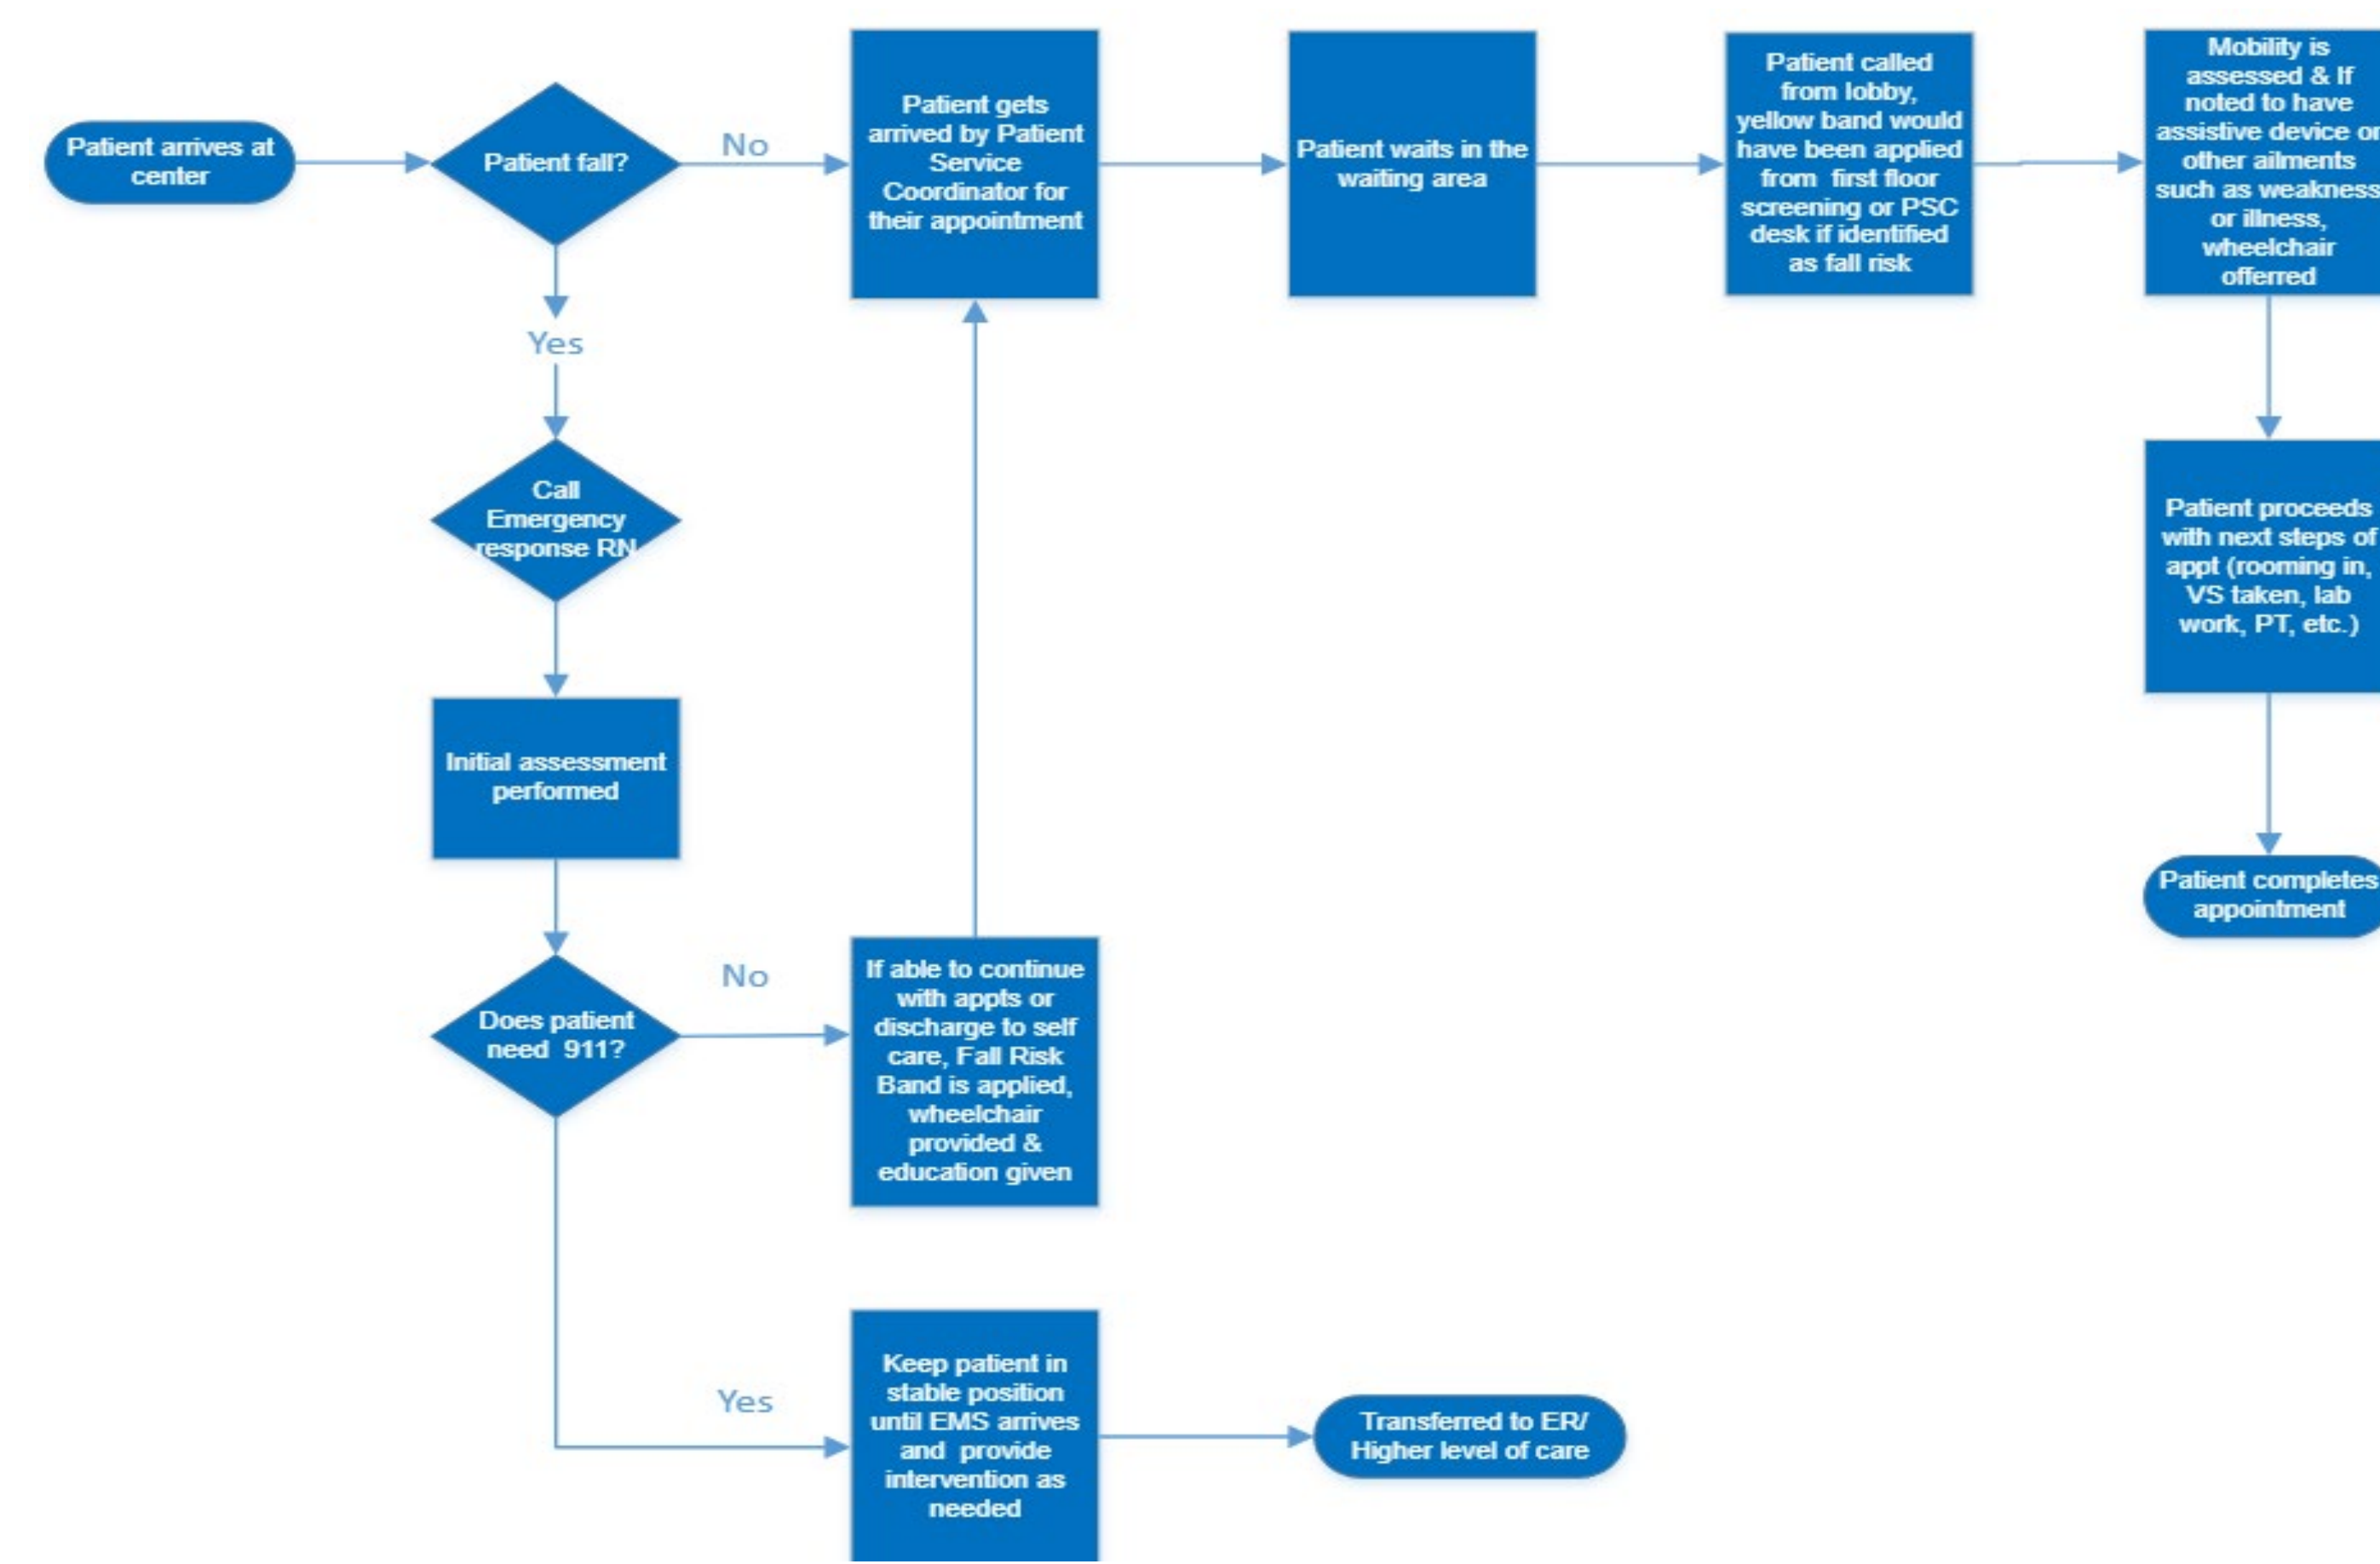 Patient arrives at
center
Patient fall?
No
Patient gets
arrived by Patient
Service
Coordinator for
their appointment
Patient waits in the
waiting area
Patient called
from lobby,
yellow band would
have been applied
from first floor
screening or PSC
desk if identified
as fall risk
Mobility is
assessed & If
noted to have
assistive device or
other ailments
such as weakness
or illness,
wheelchair
offerred
Yes
Call
Emergency
response RN
Patient proceeds
with next steps of
appt (rooming in,
VS taken, lab
work, PT, etc.)
Initial assessment
performed
Patient completes
appointment
Does patient
need 911?
No
If able to continue
with appts or
discharge to self
care, Fall Risk
Band is applied,
wheelchair
provided &
education given
Yes
Keep patient in
stable position
until EMS arrives
and provide
intervention as
needed
Transferred to ER/
Higher level of care